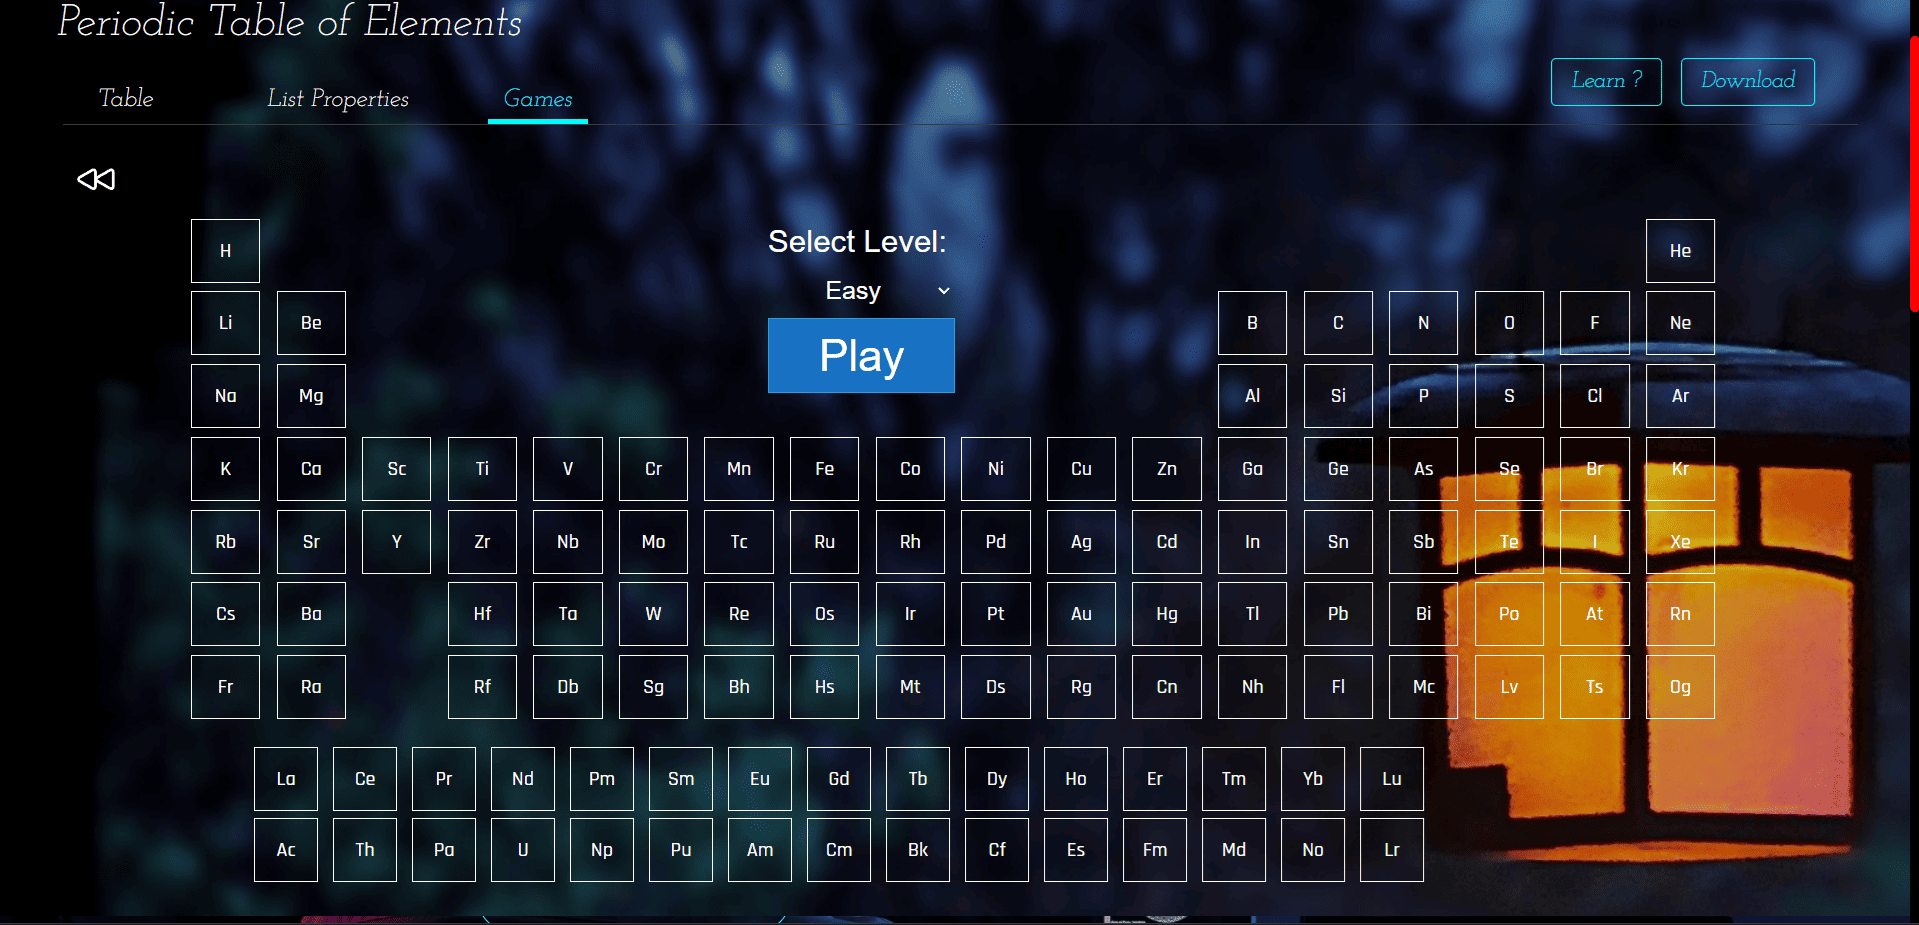 Periodic Table of Elements
Table List Properties Games Learn ? Download
Select Level:
H He
Easy
Li Be B C N O F Ne
Play
Na Mg Al Si P S Cl Ar
K Ca Sc Ti V Cr Mn Fe Co Ni Cu Zn Ga Ge As Se Br Kr
Rb Sr Y Zr Nb Mo Tc Ru Rh Pd Ag Cd In Sn Sb Te I Xe
Cs Ba Hf Ta W Re Os Ir Pt Au Hg Tl Pb Bi Po At Rn
Fr Ra Rf Db Sg Bh Hs Mt Ds Rg Cn Nh Fl Mc Lv Ts Og
La Ce Pr Nd Pm Sm Eu Gd Tb Dy Ho Er Tm Yb Lu
Ac Th Pa U Np Pu Am Cm Bk Cf Es Fm Md No Lr